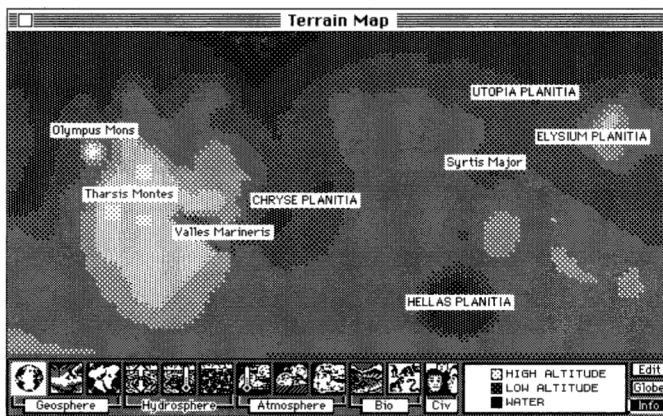 Terrain Map
UTOPIA PLANITIA
Olympus Mons
ELYSIUM PLANITIA
Syrtis Major
Tharsis Montes
CHRYSE PLANITIA
Valles Marineris
HELLAS PLANITIA
Geosphere
Hydrosphere
Atmosphere
Bio
Civ
HIGH ALTITUDE
LOW ALTITUDE
WATER
Edit
Globe
Info